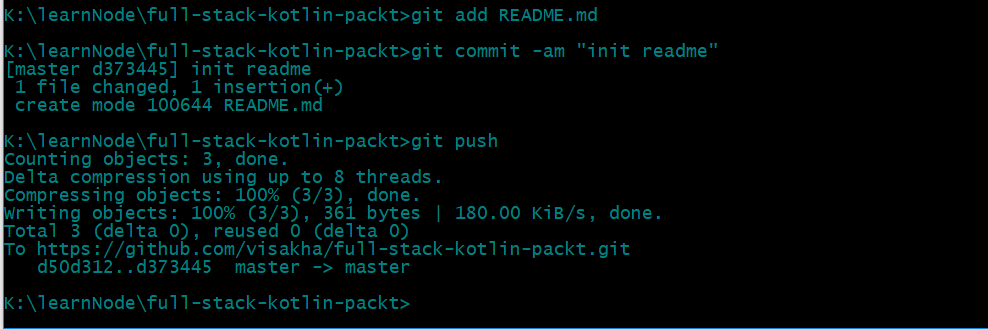 K:\learnNode\full-stack-kotlin-packt>git add README.md
K:\learnNode\full-stack-kotlin-packt>git commit -am "init readme"
[master d373445] init readme
 1 file changed, 1 insertion(+)
 create mode 100644 README.md
K:\learnNode\full-stack-kotlin-packt>git push
Counting objects: 3, done.
Delta compression using up to 8 threads.
Compressing objects: 100% (3/3), done.
Writing objects: 100% (3/3), 361 bytes | 180.00 KiB/s, done.
Total 3 (delta 0), reused 0 (delta 0)
To https://github.com/visakha/full-stack-kotlin-packt.git
   d50d312..d373445  master -> master
K:\learnNode\full-stack-kotlin-packt>